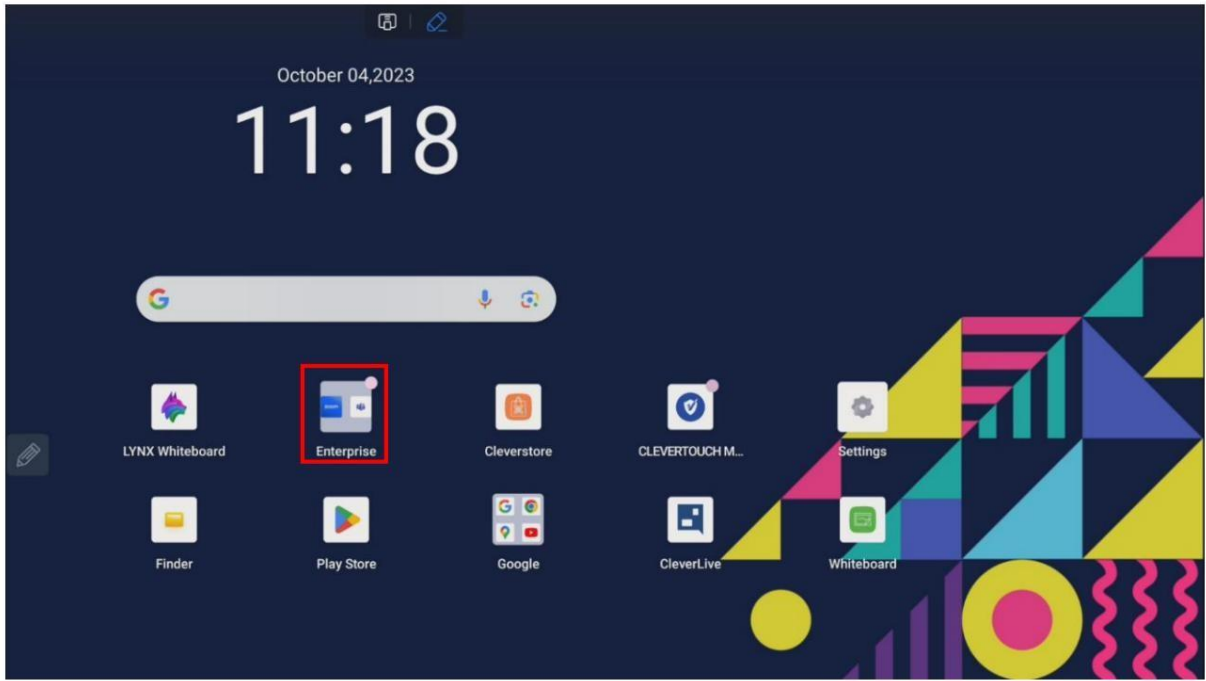 October 04,2023
11:18
LYNX Whiteboard
Enterprise
Cleverstore
CLEVERTOUCH M...
Settings
Finder
Play Store
Google
CleverLive
Whiteboard